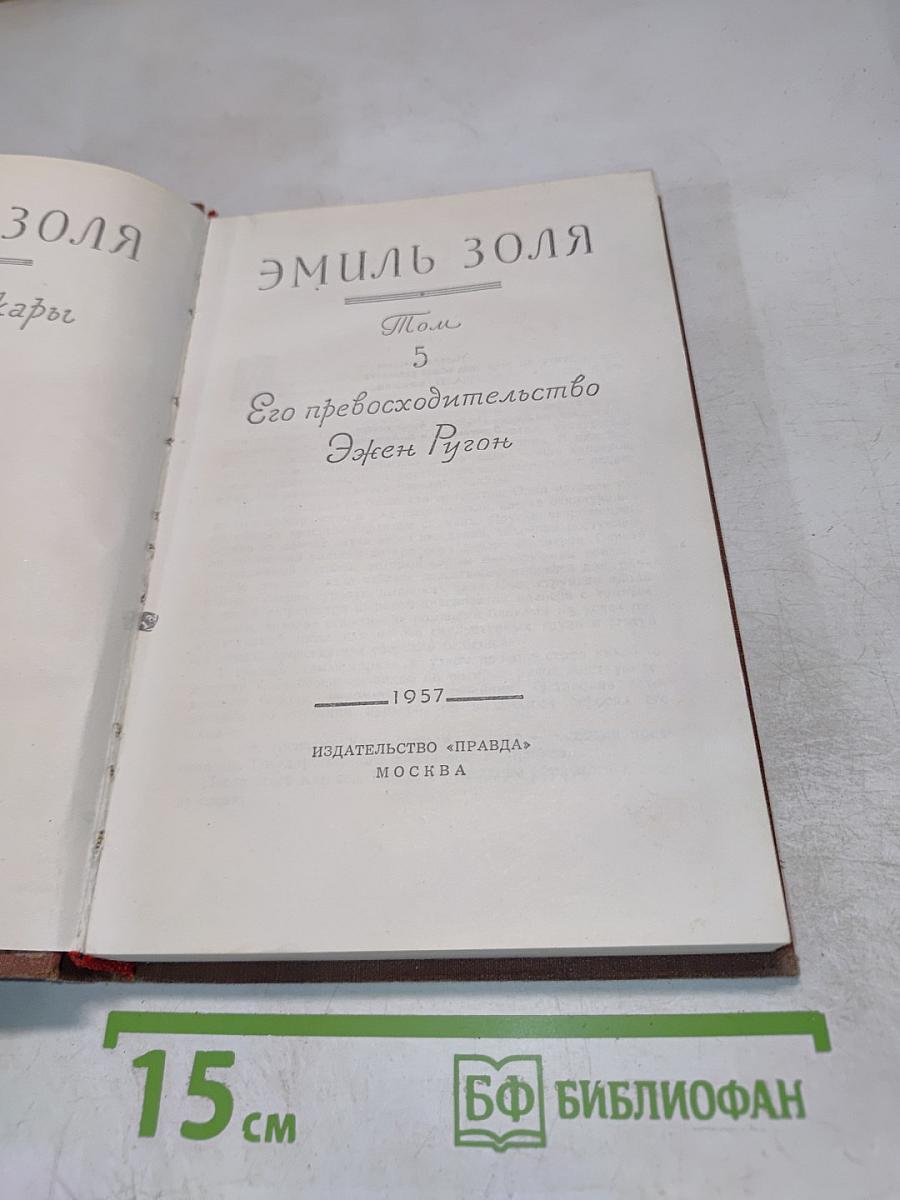 ЗОЛЯ
кары
ЭМИЛЬ ЗОЛЯ
Том
5
Его превосходительство
Эжен Ругон
1957
ИЗДАТЕЛЬСТВО «ПРАВДА»
МОСКВА
15 см
БФ БИБЛИОФАН